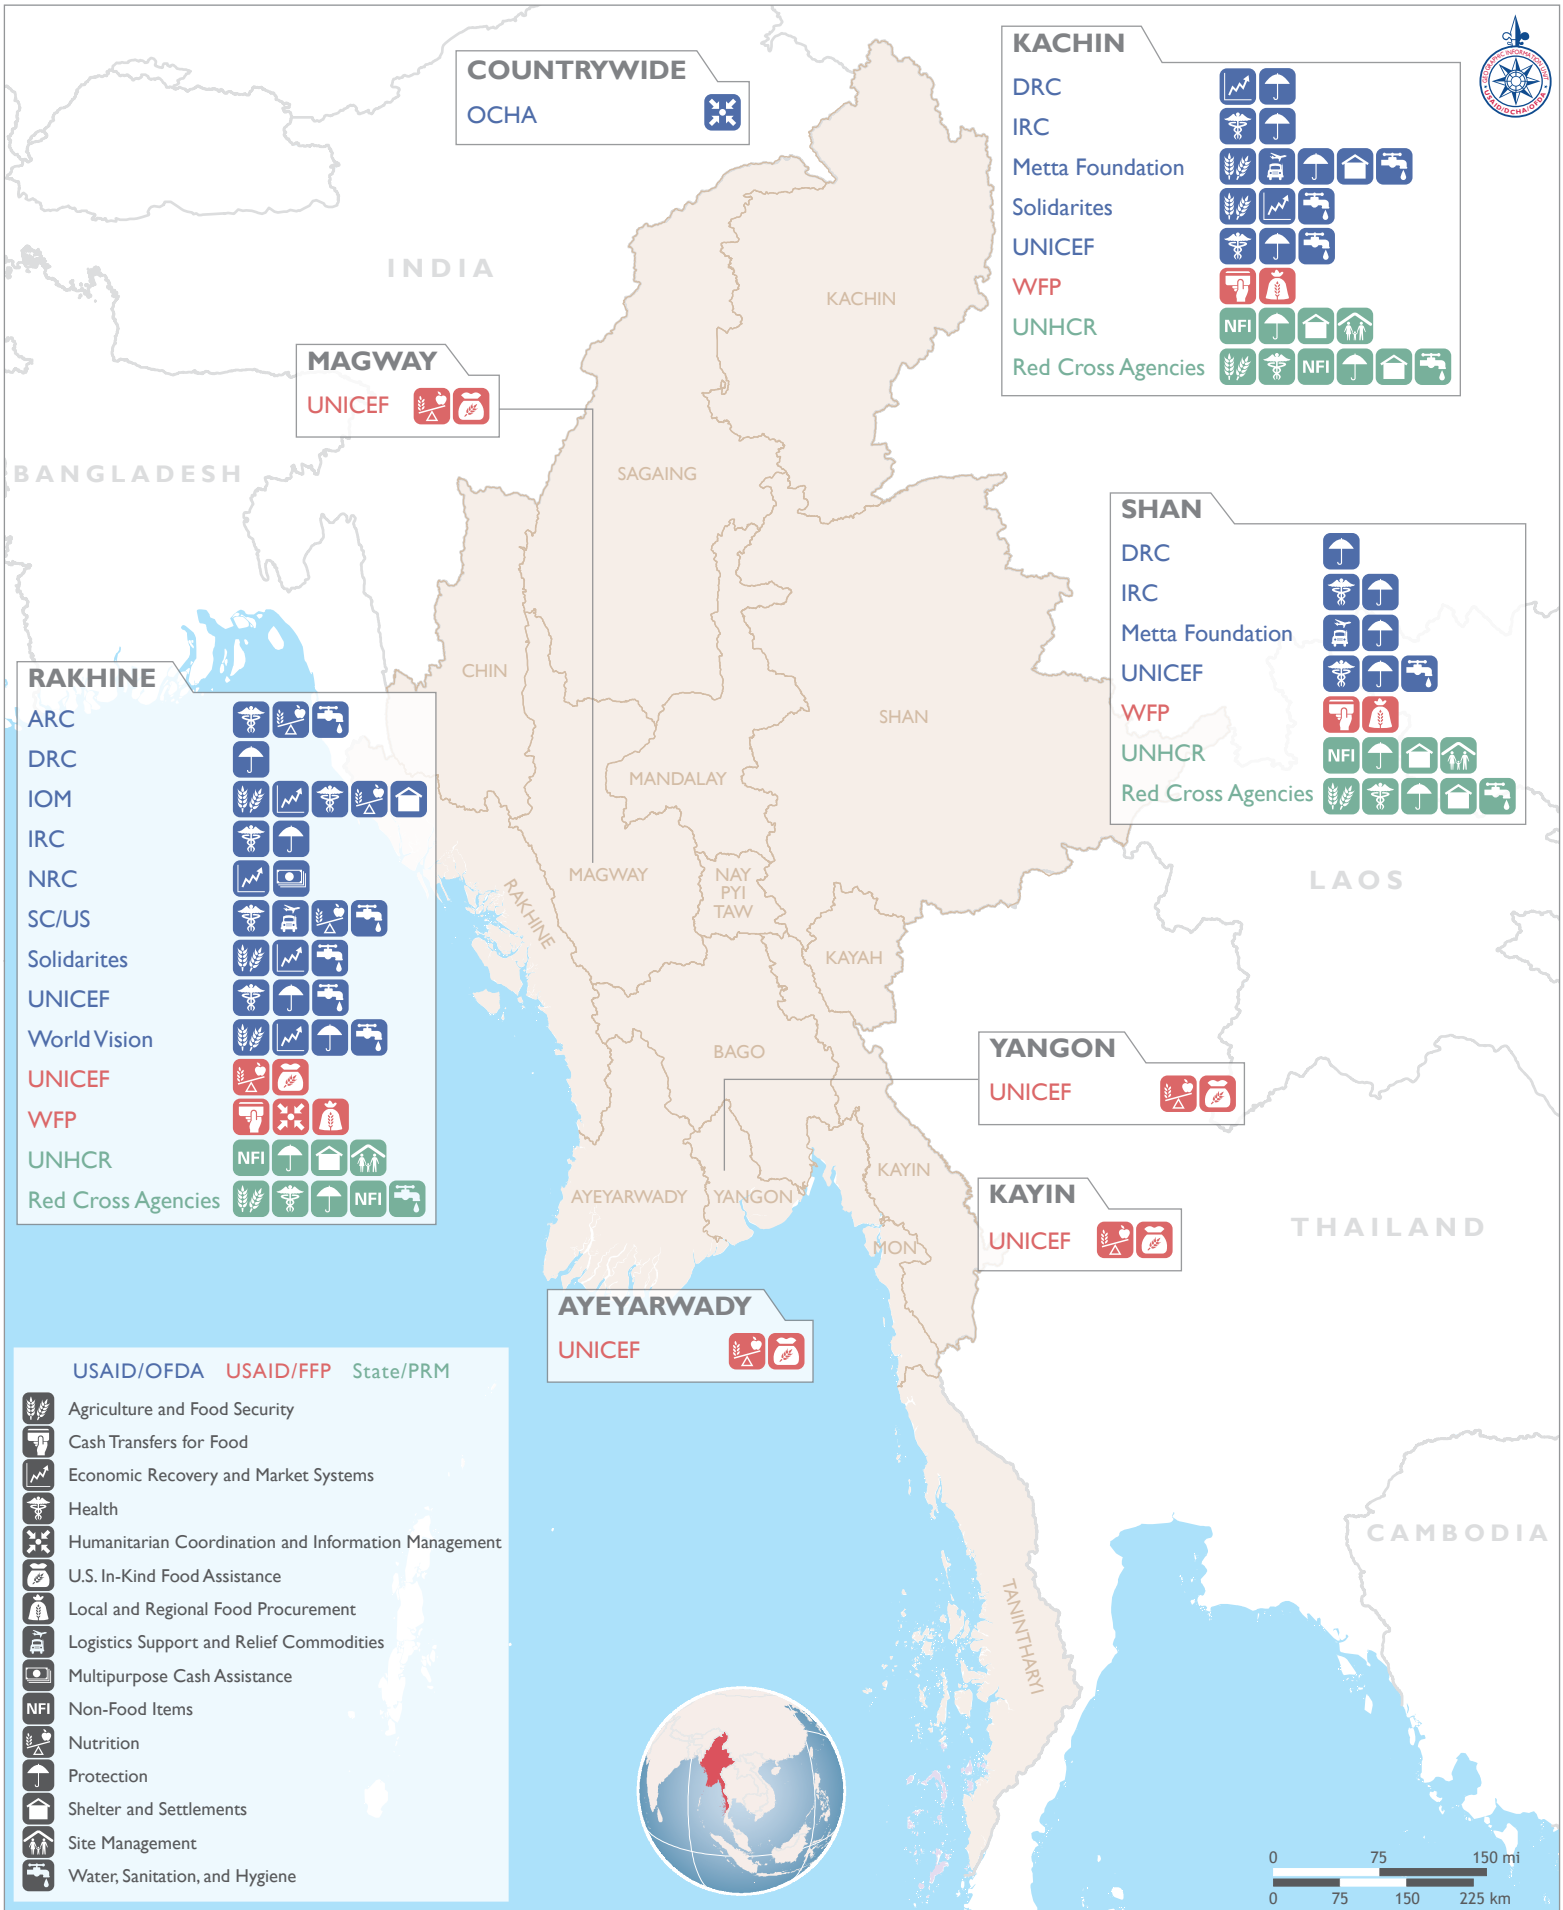 COUNTRYWIDE
OCHA
KACHIN
DRC
IRC
Metta Foundation
Solidarites
UNICEF
WFP
UNHCR
NFI
Red Cross Agencies
NFI
GEOGRAPHIC INFORMATION UNIT
USAID/DCHA/OFDA
INDIA
KACHIN
MAGWAY
UNICEF
BANGLADESH
SAGAING
SHAN
DRC
IRC
Metta Foundation
UNICEF
WFP
UNHCR
NFI
Red Cross Agencies
RAKHINE
ARC
DRC
IOM
IRC
NRC
SC/US
Solidarites
UNICEF
World Vision
UNICEF
WFP
UNHCR
NFI
Red Cross Agencies
NFI
CHIN
SHAN
MANDALAY
MAGWAY
NAY
PYI
TAW
RAKHINE
LAOS
KAYAH
BAGO
YANGON
UNICEF
KAYIN
AYEYARWADY
YANGON
KAYIN
UNICEF
MON
THAILAND
AYEYARWADY
UNICEF
USAID/OFDA USAID/FFP State/PRM
Agriculture and Food Security
Cash Transfers for Food
Economic Recovery and Market Systems
Health
Humanitarian Coordination and Information Management
U.S. In-Kind Food Assistance
Local and Regional Food Procurement
Logistics Support and Relief Commodities
Multipurpose Cash Assistance
NFI Non-Food Items
Nutrition
Protection
Shelter and Settlements
Site Management
Water, Sanitation, and Hygiene
CAMBODIA
TANINTHARYI
0 75 150 mi
0 75 150 225 km